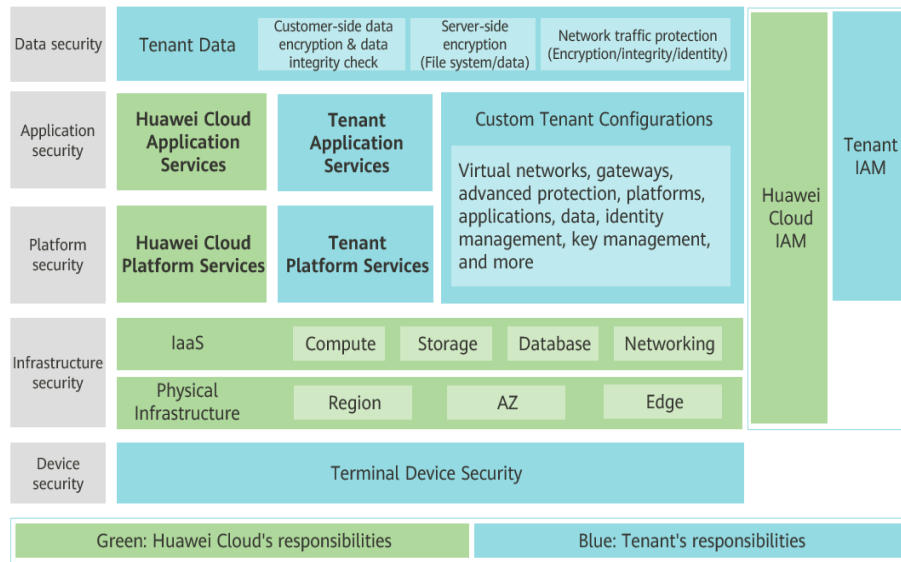 Data security
Tenant Data
Customer-side data
encryption & data
integrity check
Server-side
encryption
(File system/data)
Network traffic protection
(Encryption/integrity/identity)
Application
security
Huawei Cloud
Application
Services
Tenant
Application
Services
Custom Tenant Configurations
Virtual networks, gateways,
advanced protection, platforms,
applications, data, identity
management, key management,
and more
Platform
security
Huawei Cloud
Platform Services
Tenant
Platform Services
Huawei
Cloud
IAM
Tenant
IAM
Infrastructure
security
IaaS
Compute
Storage
Database
Networking
Physical
Infrastructure
Region
AZ
Edge
Device
security
Terminal Device Security
Green: Huawei Cloud's responsibilities
Blue: Tenant's responsibilities